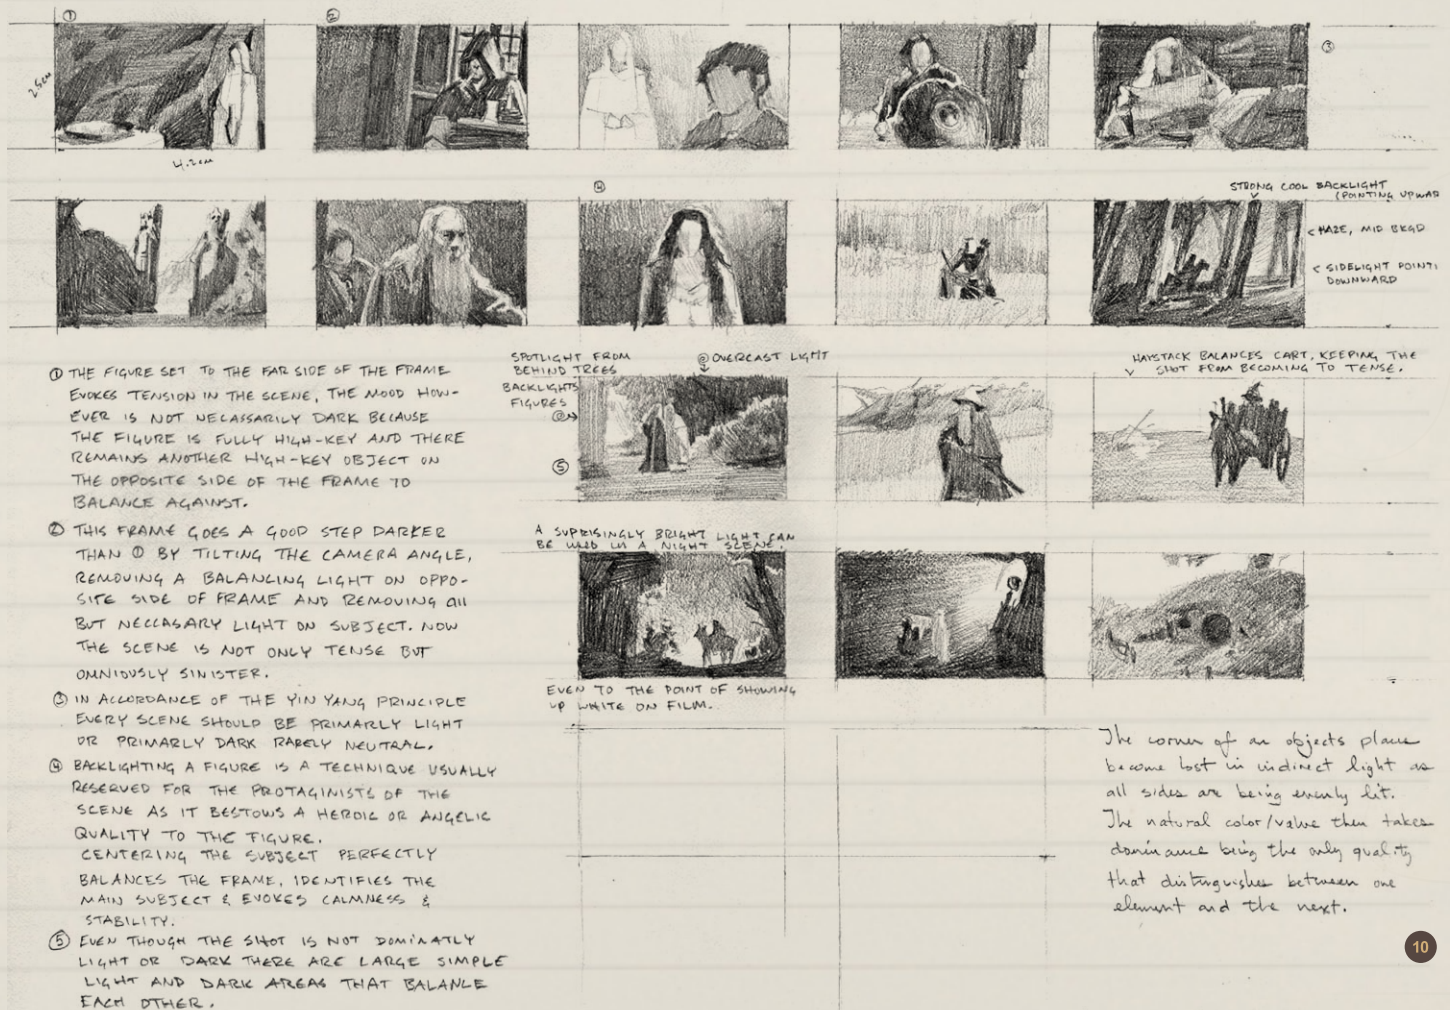 ①
②
2.5cm
③
4.2cm
④
STRONG COOL BACKLIGHT
(POINTING UPWAR
< HAZE, MID BKGD
< SIDELIGHT POINTI
DOWNWARD
① THE FIGURE SET TO THE FAR SIDE OF THE FRAME
EVOKES TENSION IN THE SCENE, THE MOOD HOW-
EVER IS NOT NECASSARILY DARK BECAUSE
THE FIGURE IS FULLY HIGH-KEY AND THERE
REMAINS ANOTHER HIGH-KEY OBJECT ON
THE OPPOSITE SIDE OF THE FRAME TO
BALANCE AGAINST.
② THIS FRAME GOES A GOOD STEP DARKER
THAN ① BY TILTING THE CAMERA ANGLE,
REMOVING A BALANCING LIGHT ON OPPO-
SITE SIDE OF FRAME AND REMOVING All
BUT NECCASARY LIGHT ON SUBJECT. NOW
THE SCENE IS NOT ONLY TENSE BUT
OMNIOUSLY SINISTER.
③ IN ACCORDANCE OF THE YIN YANG PRINCIPLE
EVERY SCENE SHOULD BE PRIMARLY LIGHT
OR PRIMARLY DARK RARELY NEUTRAL.
④ BACKLIGHTING A FIGURE IS A TECHNIQUE USUALLY
RESERVED FOR THE PROTAGINISTS OF THE
SCENE AS IT BESTOWS A HEROIC OR ANGELIC
QUALITY TO THE FIGURE.
CENTERING THE SUBJECT PERFECTLY
BALANCES THE FRAME, IDENTIFIES THE
MAIN SUBJECT & EVOKES CALMNESS &
STABILITY.
⑤ EVEN THOUGH THE SHOT IS NOT DOMINATLY
LIGHT OR DARK THERE ARE LARGE SIMPLE
LIGHT AND DARK AREAS THAT BALANCE
EACH OTHER.
SPOTLIGHT FROM
BEHIND TREES
BACKLIGHTS
FIGURES
② OVERCAST LIGHT
⑤
HAYSTACK BALANCES CART, KEEPING THE
SHOT FROM BECOMING TO TENSE.
A SUPRISINGLY BRIGHT LIGHT CAN
BE USED IN A NIGHT SCENE.
EVEN TO THE POINT OF SHOWING
UP WHITE ON FILM.
The corner of an objects plane
become lost in indirect light as
all sides are being evenly lit.
The natural color/value then takes
dominance being the only quality
that distinguishes between one
element and the next.
10